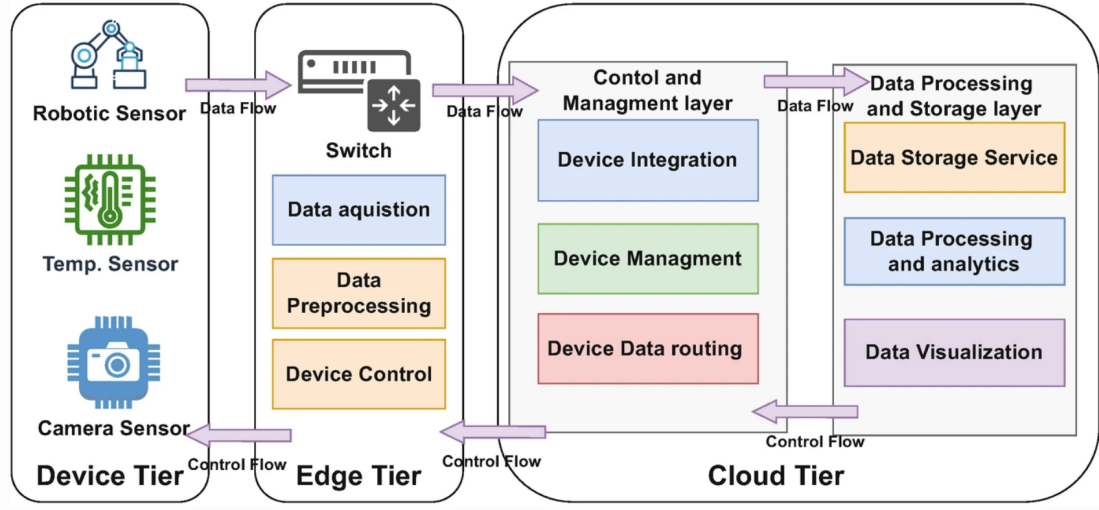 Robotic Sensor
Temp. Sensor
Camera Sensor
Device Tier
Data Flow
Control Flow
Switch
Data aquistion
Data
Preprocessing
Device Control
Edge Tier
Data Flow
Control Flow
Contol and
Managment layer
Device Integration
Device Managment
Device Data routing
Data Flow
Control Flow
Data Processing
and Storage layer
Data Storage Service
Data Processing
and analytics
Data Visualization
Cloud Tier